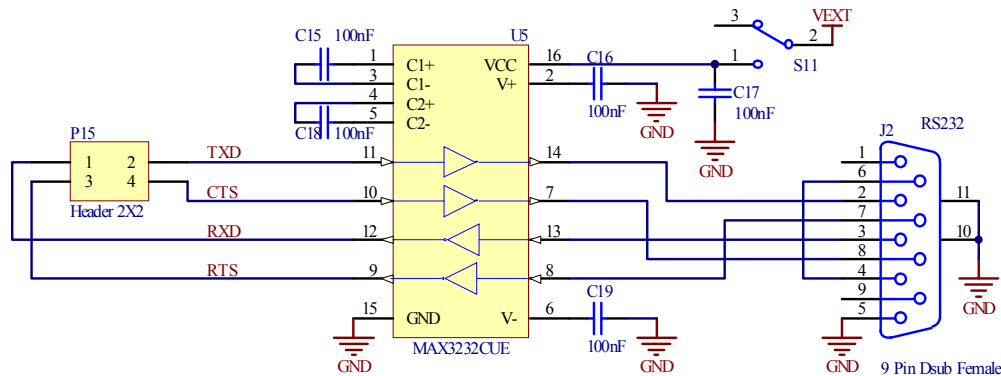 3
VEXT
C15 100nF
U5
2
1
C1+
VCC
16
C16
1
S11
3
C1-
V+
2
C17
4
C2+
100nF
100nF
5
C2-
C18 100nF
GND
GND
J2
RS232
P15
1 2
TXD
11
14
1
3 4
6
CTS
10
7
2
11
Header 2X2
7
RXD
12
13
3
10
8
RTS
9
8
4
9
C19
GND
15
GND
V-
6
5
100nF
GND
MAX3232CUE
GND
GND
9 Pin Dsub Female